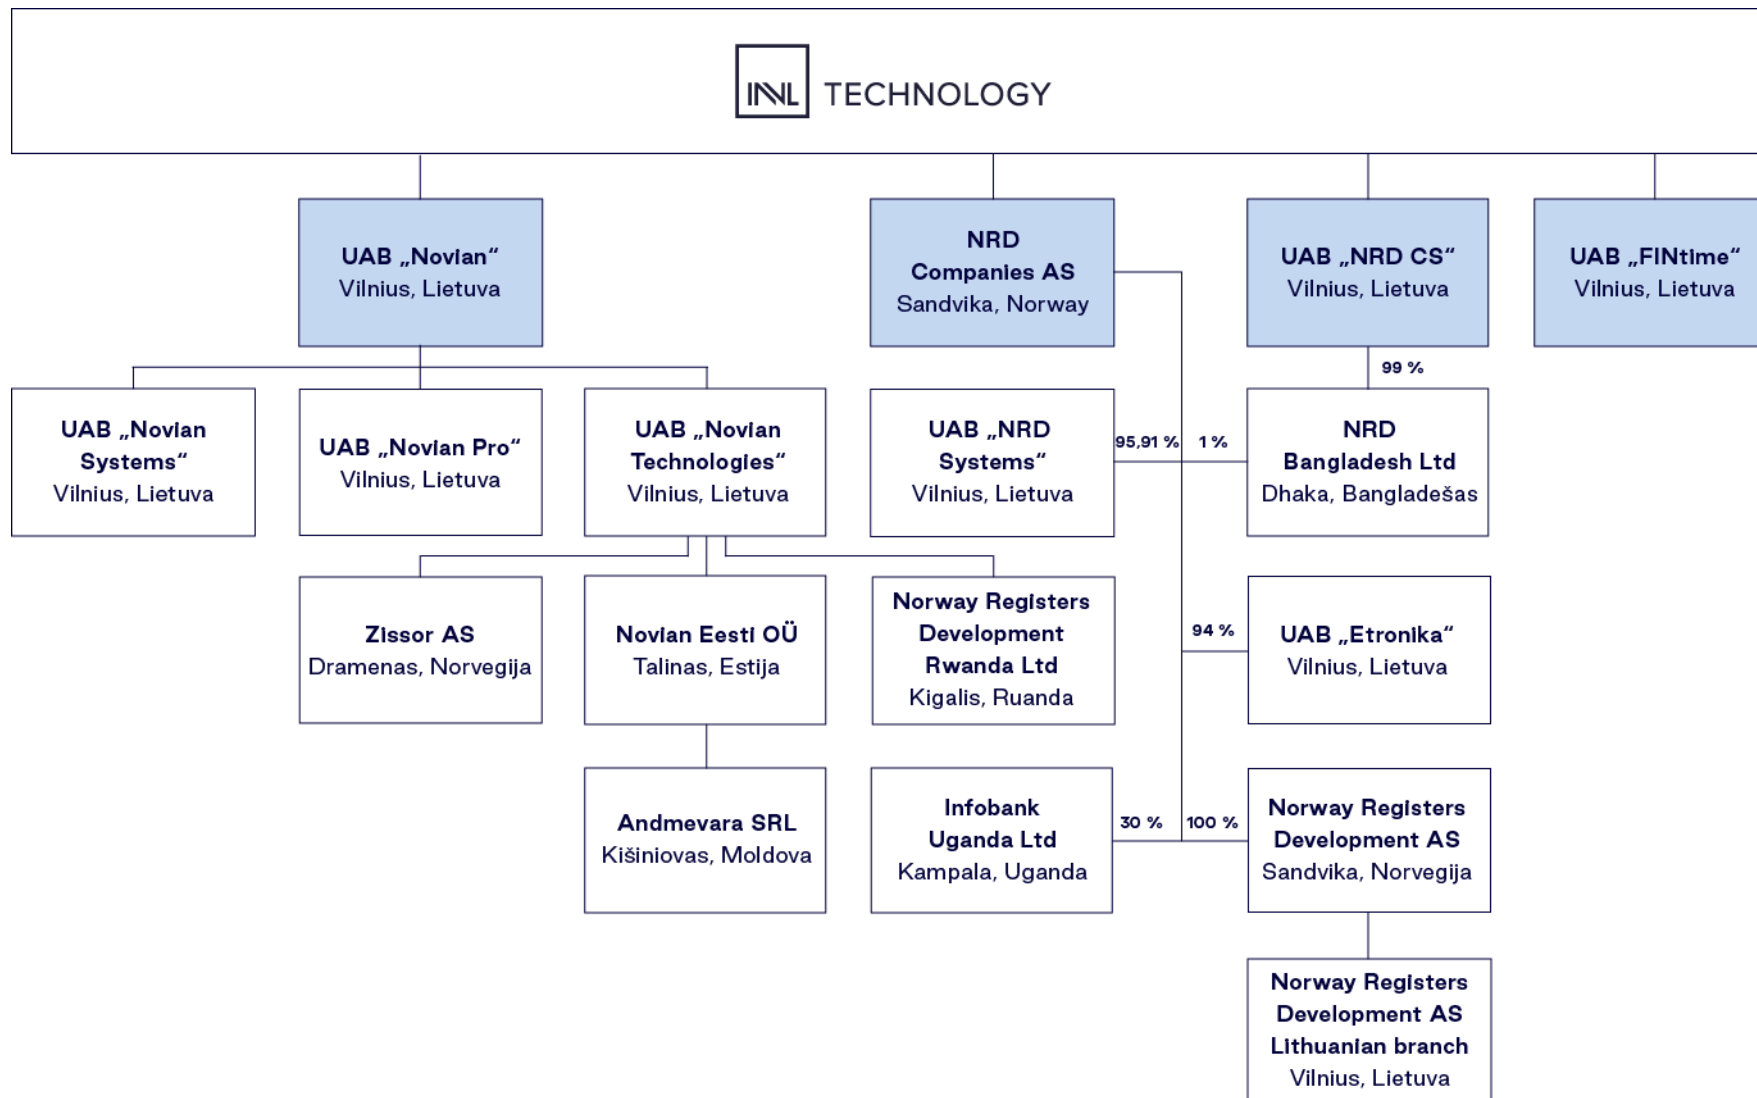 INVL TECHNOLOGY
UAB „Novian“
Vilnius, Lietuva
NRD
Companies AS
Sandvika, Norway
UAB „NRD CS“
Vilnius, Lietuva
UAB „FINtime“
Vilnius, Lietuva
99 %
UAB „Novian
Systems“
Vilnius, Lietuva
UAB „Novian Pro“
Vilnius, Lietuva
UAB „Novian
Technologies“
Vilnius, Lietuva
UAB „NRD
Systems“
Vilnius, Lietuva
95,91 %
1 %
NRD
Bangladesh Ltd
Dhaka, Bangladešas
Zissor AS
Dramenas, Norvegija
Novian Eesti OÜ
Talinas, Estija
Norway Registers
Development
Rwanda Ltd
Kigalis, Ruanda
94 %
UAB „Etronika“
Vilnius, Lietuva
Andmevara SRL
Kišiniovas, Moldova
Infobank
Uganda Ltd
Kampala, Uganda
30 %
100 %
Norway Registers
Development AS
Sandvika, Norvegija
Norway Registers
Development AS
Lithuanian branch
Vilnius, Lietuva